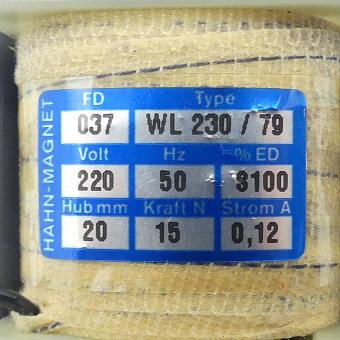 HAHN-MAGNET
FD Type
037 WL 230 / 79
Volt Hz % ED
220 50 3100
Hub mm Kraft N Strom A
20 15 0,12